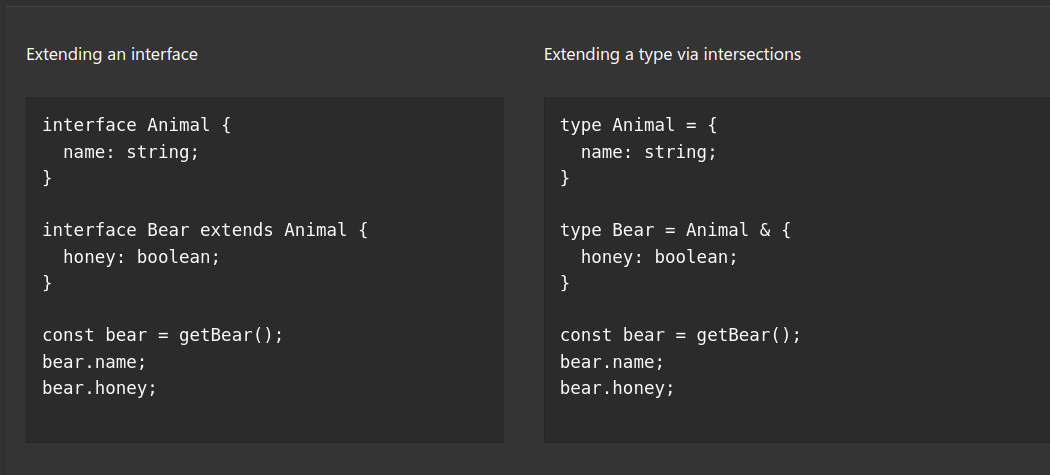 Extending an interface
interface Animal {
  name: string;
}

interface Bear extends Animal {
  honey: boolean;
}

const bear = getBear();
bear.name;
bear.honey;

Extending a type via intersections
type Animal = {
  name: string;
}

type Bear = Animal & {
  honey: boolean;
}

const bear = getBear();
bear.name;
bear.honey;